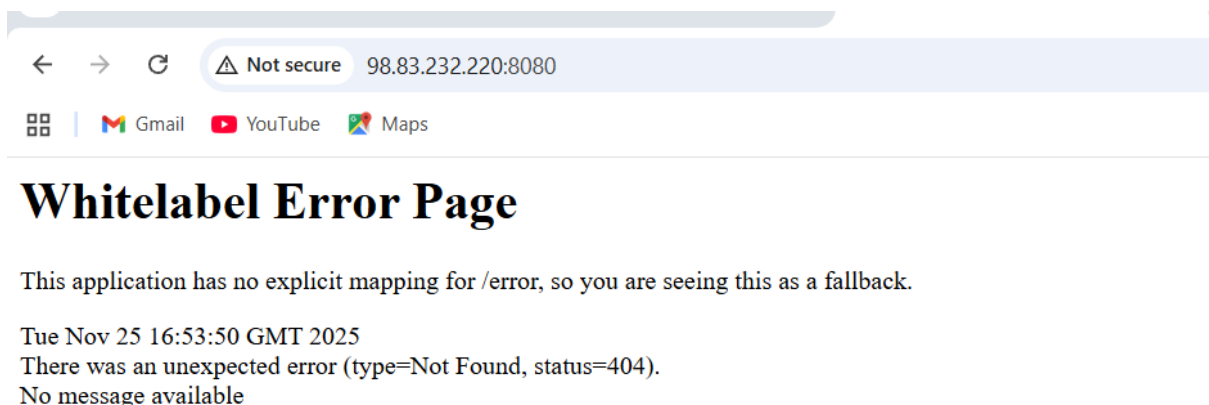 Not secure 98.83.232.220:8080
Gmail YouTube Maps
Whitelabel Error Page
This application has no explicit mapping for /error, so you are seeing this as a fallback.
Tue Nov 25 16:53:50 GMT 2025
There was an unexpected error (type=Not Found, status=404).
No message available